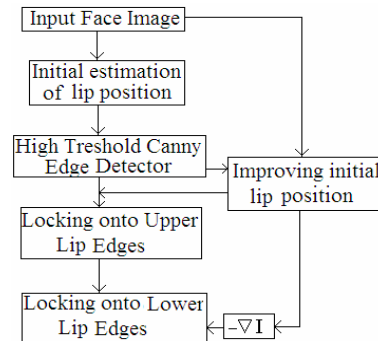 Input Face Image
Initial estimation
of lip position
High Treshold Canny
Edge Detector
Improving initial
lip position
Locking onto Upper
Lip Edges
Locking onto Lower
Lip Edges
−∇I